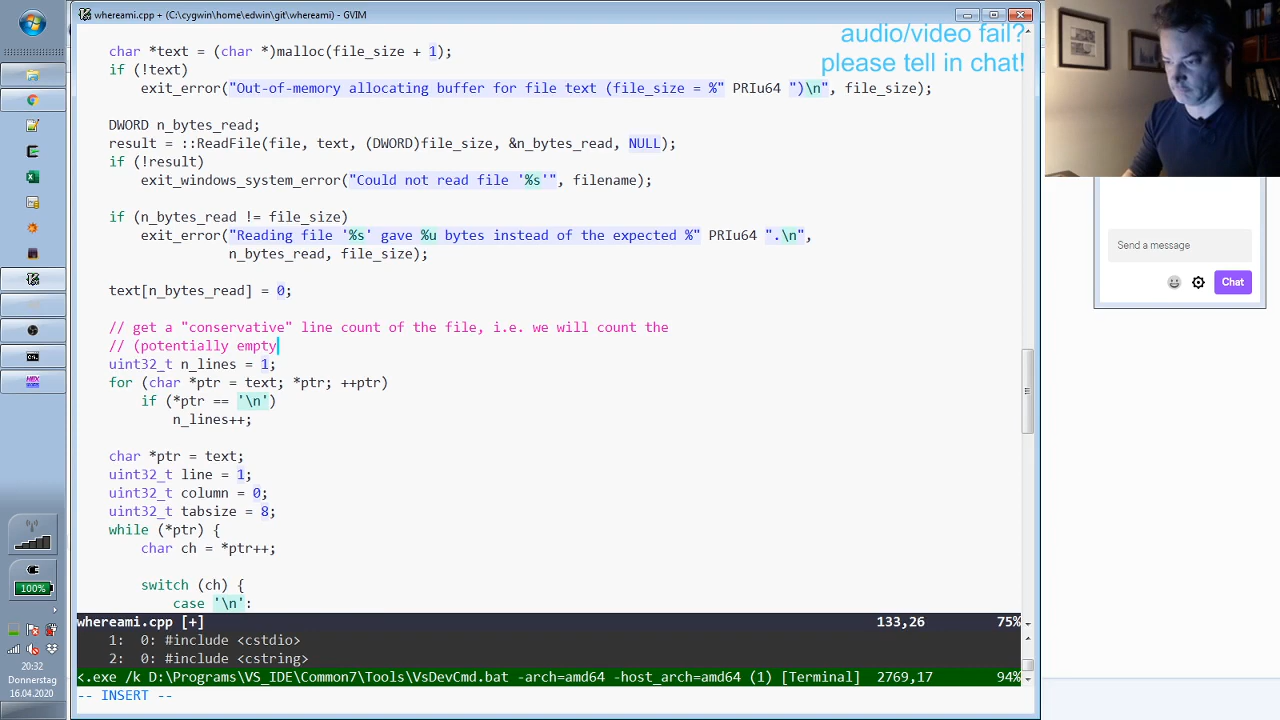 whereami.cpp + (C:\cygwin\home\edwin\git\whereami) - GVIM
audio/video fail?
please tell in chat!
char *text = (char *)malloc(file_size + 1);
if (!text)
exit_error("Out-of-memory allocating buffer for file text (file_size = %" PRIu64 ")\n", file_size);
DWORD n_bytes_read;
result = ::ReadFile(file, text, (DWORD)file_size, &n_bytes_read, NULL);
if (!result)
exit_windows_system_error("Could not read file '%s'", filename);
if (n_bytes_read != file_size)
exit_error("Reading file '%s' gave %u bytes instead of the expected %" PRIu64 ".\n",
n_bytes_read, file_size);
text[n_bytes_read] = 0;
// get a "conservative" line count of the file, i.e. we will count the
// (potentially empty
uint32_t n_lines = 1;
for (char *ptr = text; *ptr; ++ptr)
if (*ptr == '\n')
n_lines++;
char *ptr = text;
uint32_t line = 1;
uint32_t column = 0;
uint32_t tabsize = 8;
while (*ptr) {
char ch = *ptr++;
switch (ch) {
case '\n':
whereami.cpp [+] 133,26 75%
1: 0: #include <cstdio>
2: 0: #include <cstring>
<.exe /k D:\Programs\VS_IDE\Common7\Tools\VsDevCmd.bat -arch=amd64 -host_arch=amd64 (1) [Terminal] 2769,17 94%
-- INSERT --
Send a message
Chat
100%
20:32
Donnerstag
16.04.2020